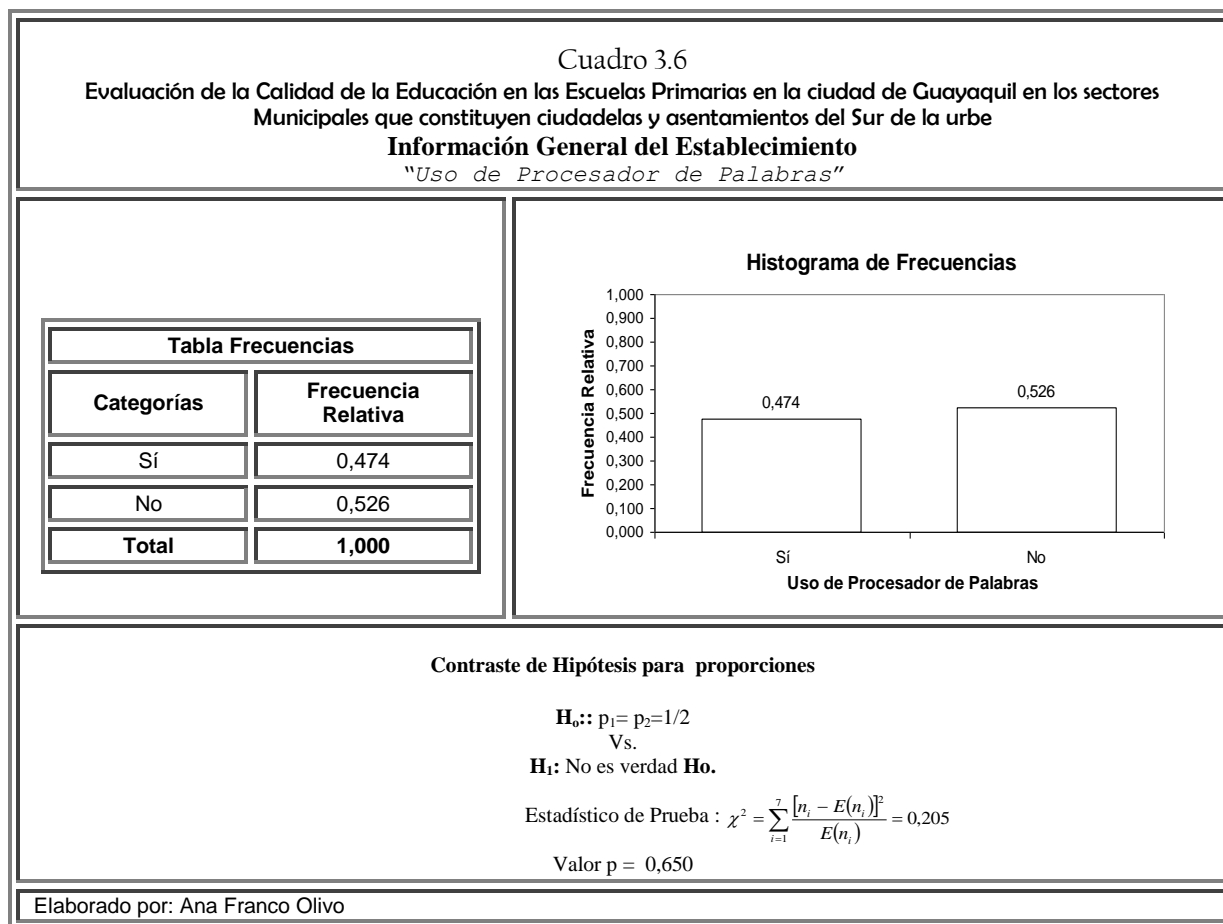 Cuadro 3.6
Evaluación de la Calidad de la Educación en las Escuelas Primarias en la ciudad de Guayaquil en los sectores
Municipales que constituyen ciudadelas y asentamientos del Sur de la urbe
Información General del Establecimiento
"Uso de Procesador de Palabras"
Tabla Frecuencias
Categorías Frecuencia
Relativa
Sí 0,474
No 0,526
Total 1,000
Histograma de Frecuencias
Frecuencia Relativa
1,000
0,900
0,800
0,700
0,600
0,500
0,400
0,300
0,200
0,100
0,000
0,474
0,526
Sí No
Uso de Procesador de Palabras
Contraste de Hipótesis para proporciones
Hₒ:: p₁= p₂=1/2
Vs.
H₁: No es verdad Ho.
Estadístico de Prueba : χ² = ∑_{i=1}^{7} [n_i − E(n_i)]² / E(n_i) = 0,205
Valor p = 0,650
Elaborado por: Ana Franco Olivo